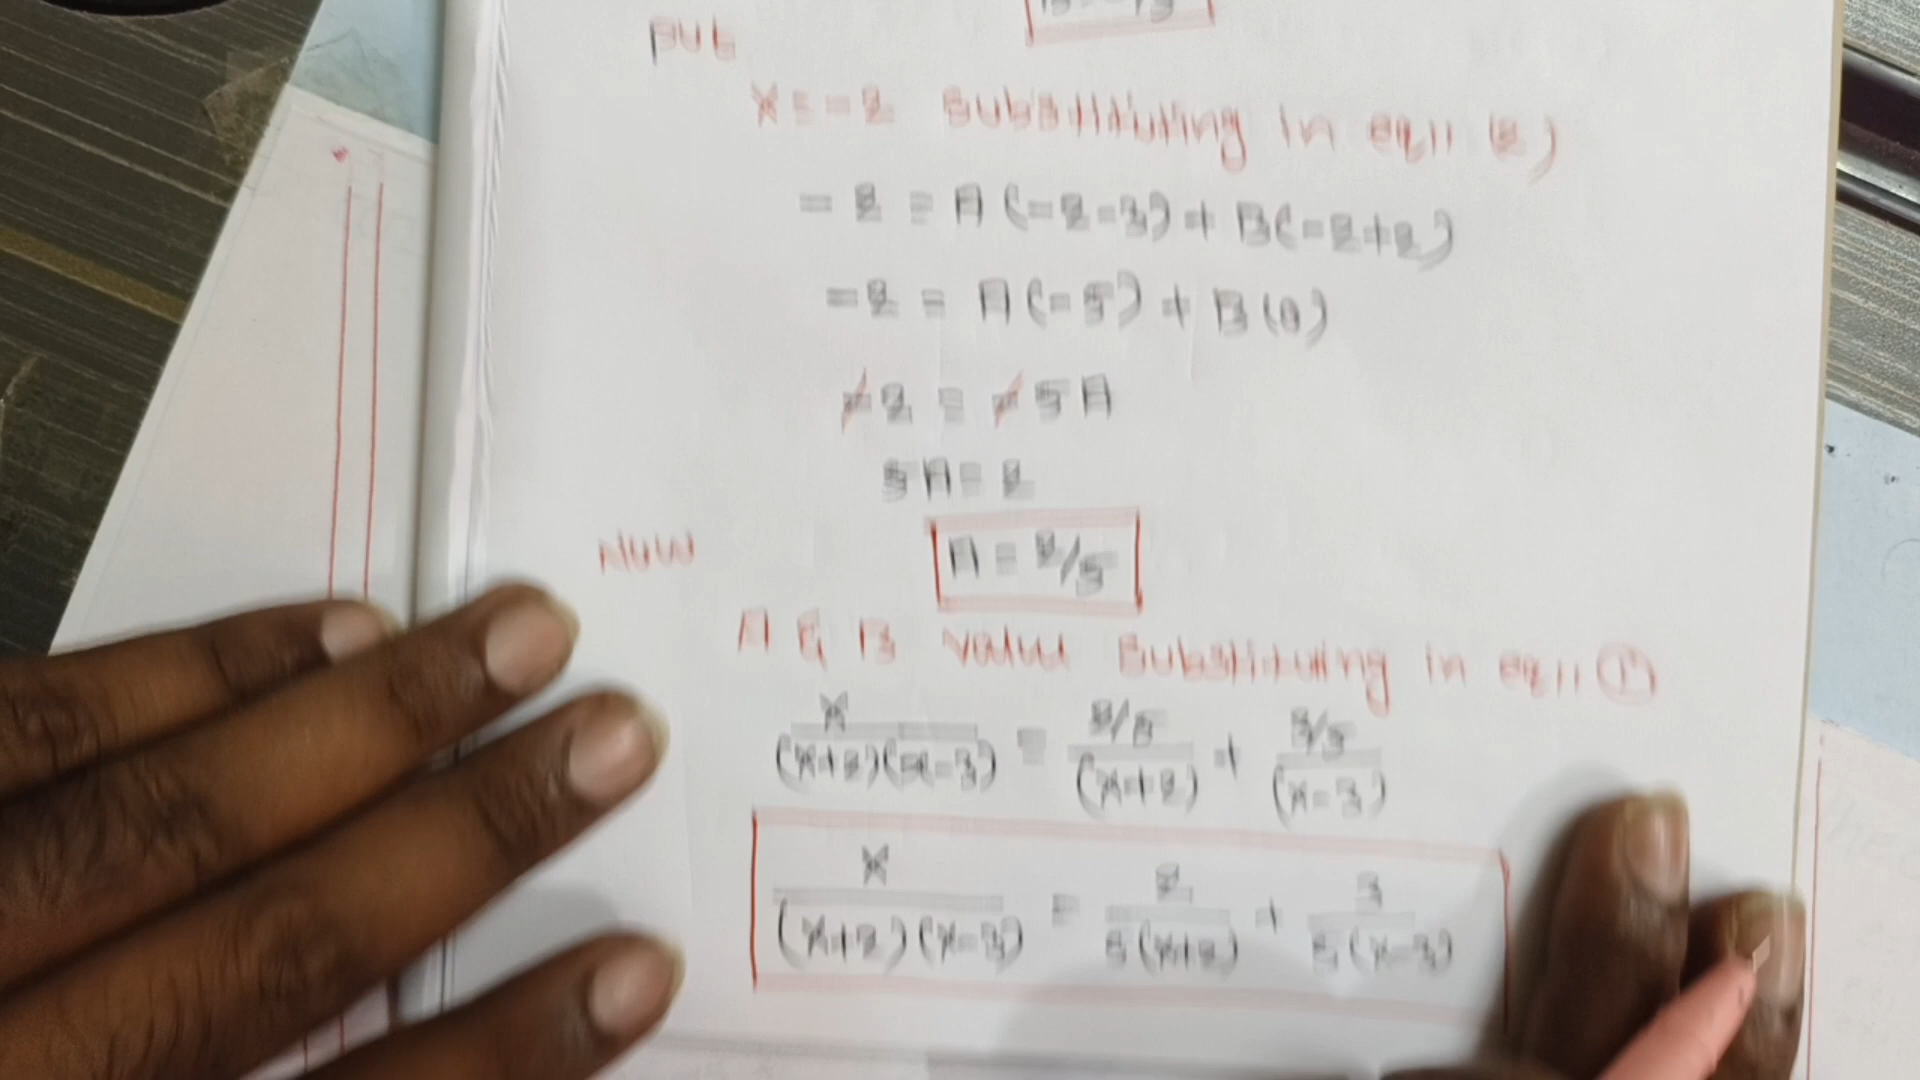 put
x = -2 substituting in eqn (2)
-2 = A(-2-3) + B(-2+2)
-2 = A(-5) + B(0)
-2 = -5A
5A = 2
Now
A = 2/5
A & B value substituting in eqn ①
x/(x+2)(x-3) = 2/5/(x+2) + 3/5/(x-3)
x/(x+2)(x-3) = 2/5(x+2) + 3/5(x-3)